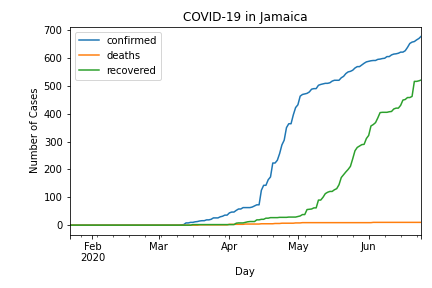 COVID-19 in Jamaica
confirmed
deaths
recovered
Number of Cases
700
600
500
400
300
200
100
0
Feb
2020
Mar
Apr
May
Jun
Day